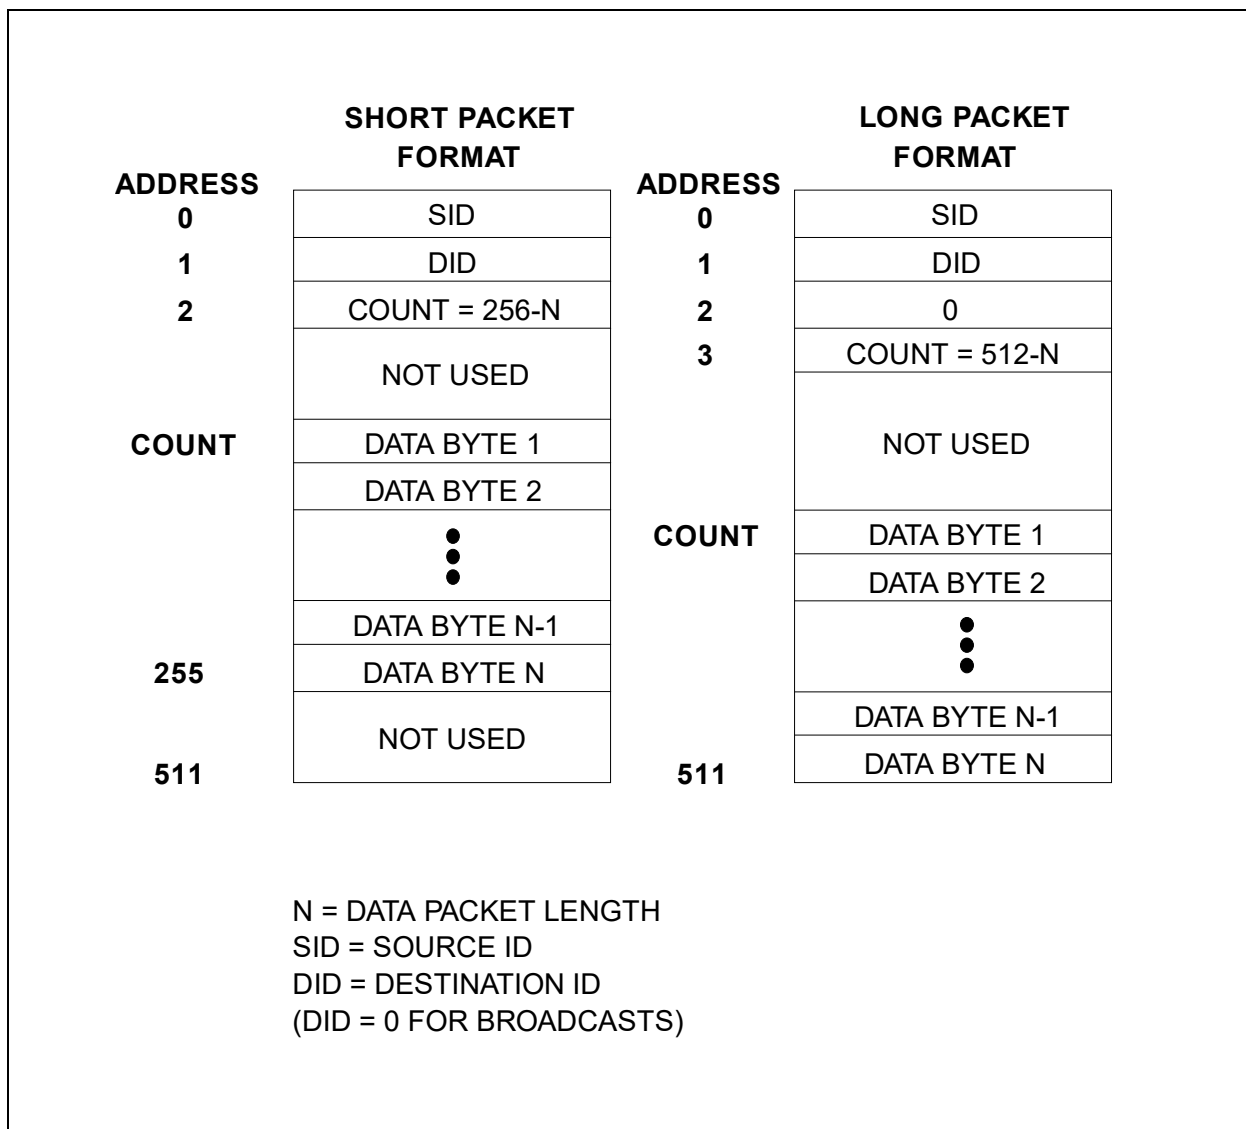 SHORT PACKET
FORMAT
ADDRESS
0 SID
1 DID
2 COUNT = 256-N
NOT USED
COUNT DATA BYTE 1
DATA BYTE 2
DATA BYTE N-1
255 DATA BYTE N
NOT USED
511
LONG PACKET
FORMAT
ADDRESS
0 SID
1 DID
2 0
3 COUNT = 512-N
NOT USED
COUNT DATA BYTE 1
DATA BYTE 2
DATA BYTE N-1
511 DATA BYTE N
N = DATA PACKET LENGTH
SID = SOURCE ID
DID = DESTINATION ID
(DID = 0 FOR BROADCASTS)